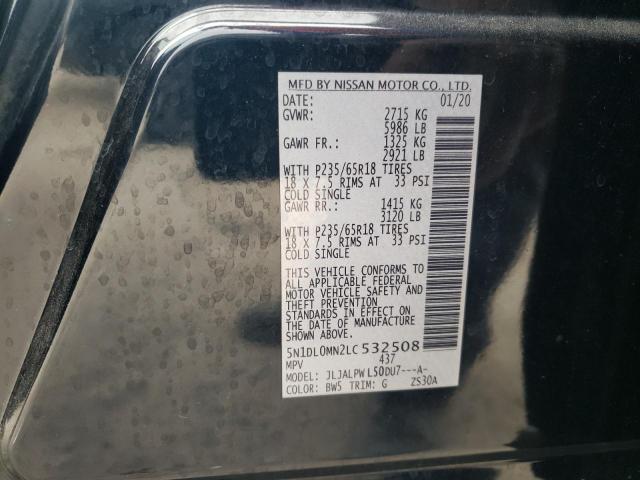 MFD BY NISSAN MOTOR CO., LTD.
DATE: 01/20
GVWR: 2715 KG
5986 LB
GAWR FR.: 1325 KG
2921 LB
WITH P235/65R18 TIRES
18 X 7.5 RIMS AT 33 PSI
COLD SINGLE
GAWR RR.: 1415 KG
3120 LB
WITH P235/65R18 TIRES
18 X 7.5 RIMS AT 33 PSI
COLD SINGLE
THIS VEHICLE CONFORMS TO
ALL APPLICABLE FEDERAL
MOTOR VEHICLE SAFETY AND
THEFT PREVENTION
STANDARDS IN EFFECT ON
THE DATE OF MANUFACTURE
SHOWN ABOVE.
5N1DL0MN2LC532508
MPV 437
MODEL: JLJALPWL50DU7---A-
COLOR: BW5 TRIM: G ZS30A